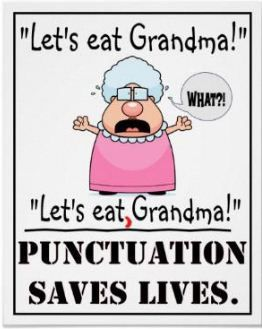 "Let's eat Grandma!"
WHAT?!
"Let's eat, Grandma!"
PUNCTUATION
SAVES LIVES.